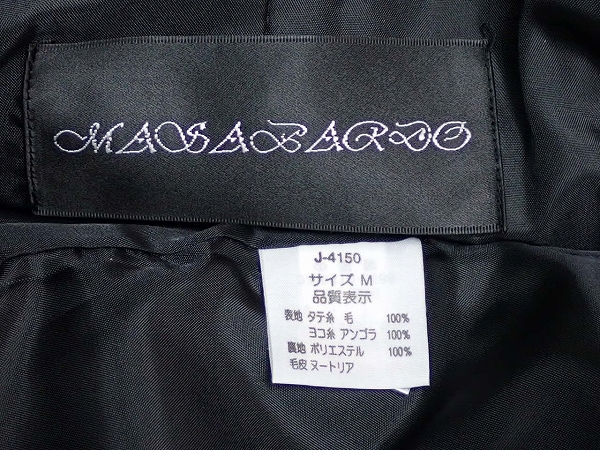 MASABARDO
J-4150
サイズ M
品質表示
表地 タテ糸 毛 100%
ヨコ糸 アンゴラ 100%
裏地 ポリエステル 100%
毛皮 ヌートリア